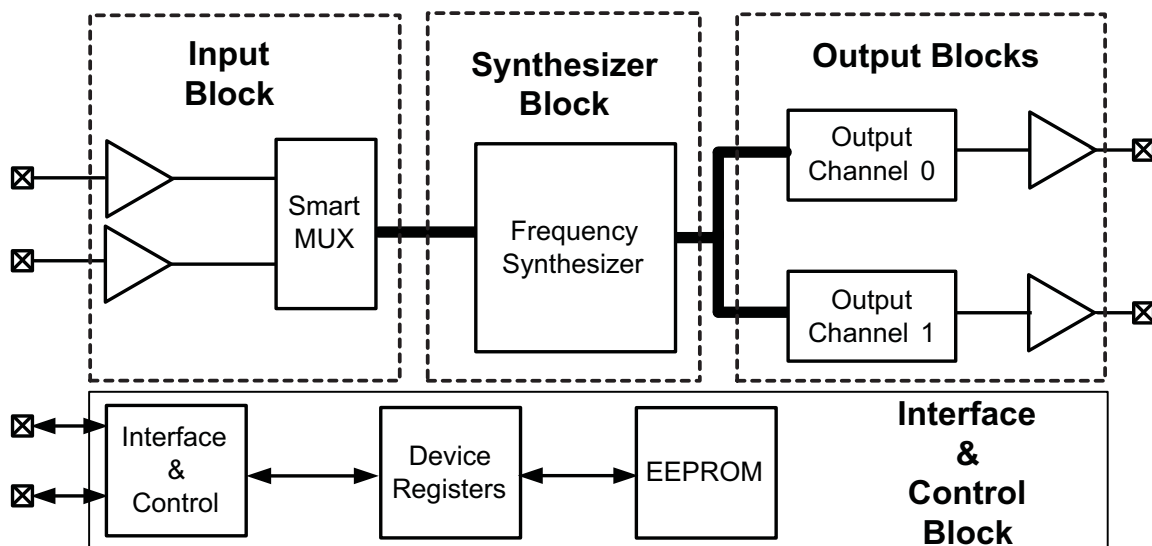 Input
Block
Synthesizer
Block
Output Blocks
Smart
MUX
Frequency
Synthesizer
Output
Channel 0
Output
Channel 1
Interface
&
Control
Device
Registers
EEPROM
Interface
&
Control
Block